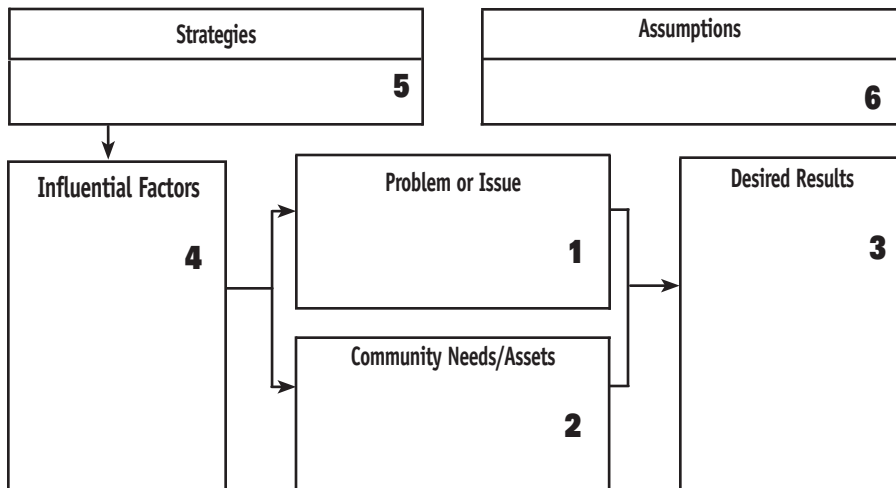 Strategies
5
Assumptions
6
Influential Factors
4
Problem or Issue
1
Community Needs/Assets
2
Desired Results
3